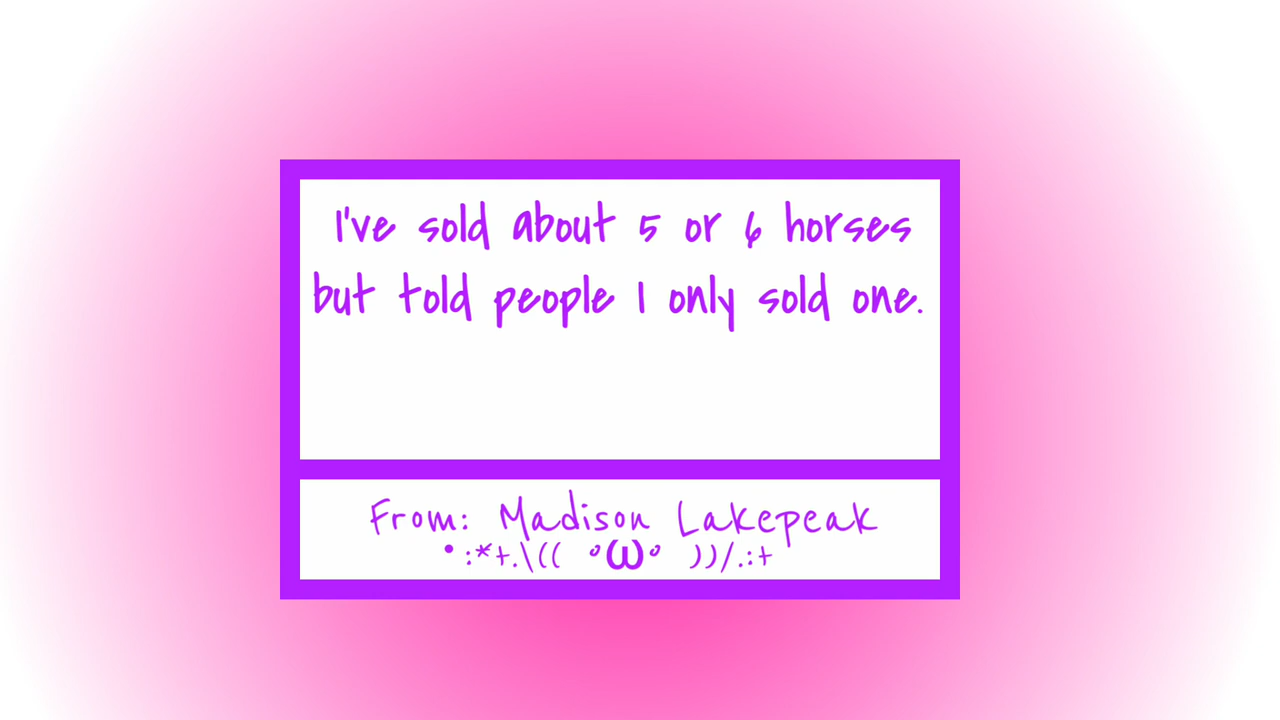 I've sold about 5 or 6 horses
but told people I only sold one.
From: Madison Lakepeak
•:*+.\(( °ω° ))/.:+